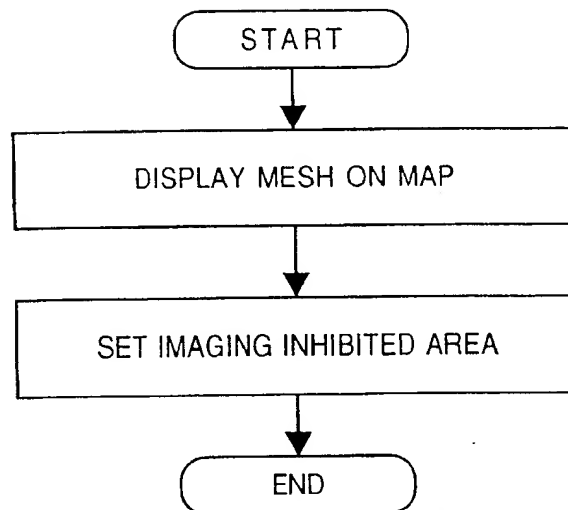 START
DISPLAY MESH ON MAP
SET IMAGING INHIBITED AREA
END